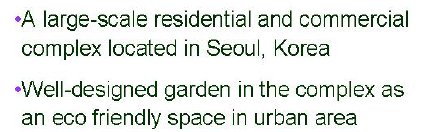 •A large-scale residential and commercial
complex located in Seoul, Korea
•Well-designed garden in the complex as
an eco friendly space in urban area